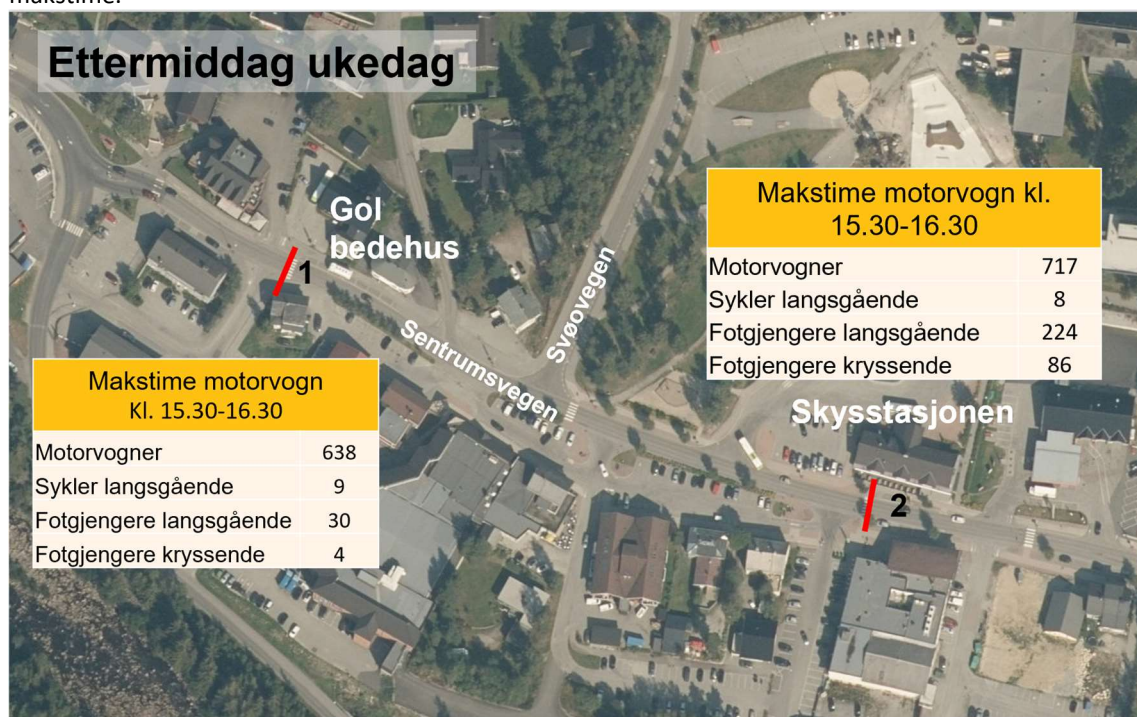 makstime.
Ettermiddag ukedag
Gol
bedehus
1
Sentrumsvegen
Svøovegen
Makstime motorvogn kl.
15.30-16.30
Motorvogner 717
Sykler langsgående 8
Fotgjengere langsgående 224
Fotgjengere kryssende 86
Skysstasjonen
2
Makstime motorvogn
Kl. 15.30-16.30
Motorvogner 638
Sykler langsgående 9
Fotgjengere langsgående 30
Fotgjengere kryssende 4